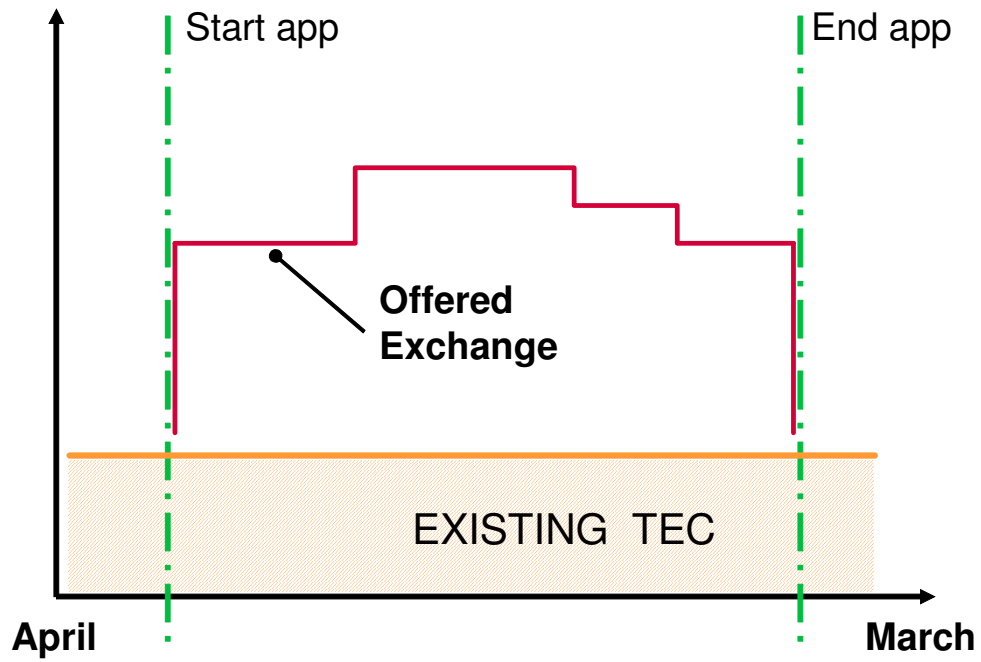 Start app
End app
Offered
Exchange
EXISTING TEC
April
March